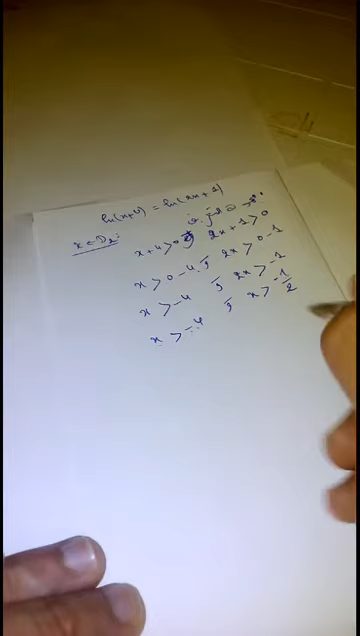 ln(x+4) = ln(2x+1)
x ∈ D₁:
x+4>0 و 2x+1>0
x > 0-4 و 2x > 0-1
x > -4 و 2x > -1
x > -4 و x > -1/2